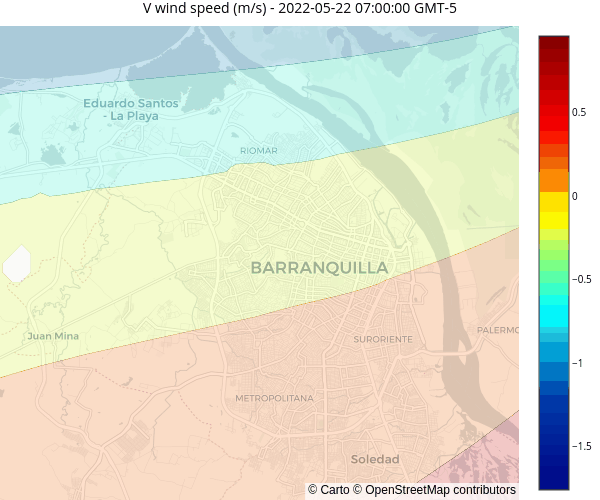 V wind speed (m/s) - 2022-05-22 07:00:00 GMT-5
Eduardo Santos
- La Playa
RIOMAR
BARRANQUILLA
Juan Mina
SURORIENTE
PALERMO
METROPOLITANA
Soledad
© Carto © OpenStreetMap contributors
0.5
0
−0.5
−1
−1.5